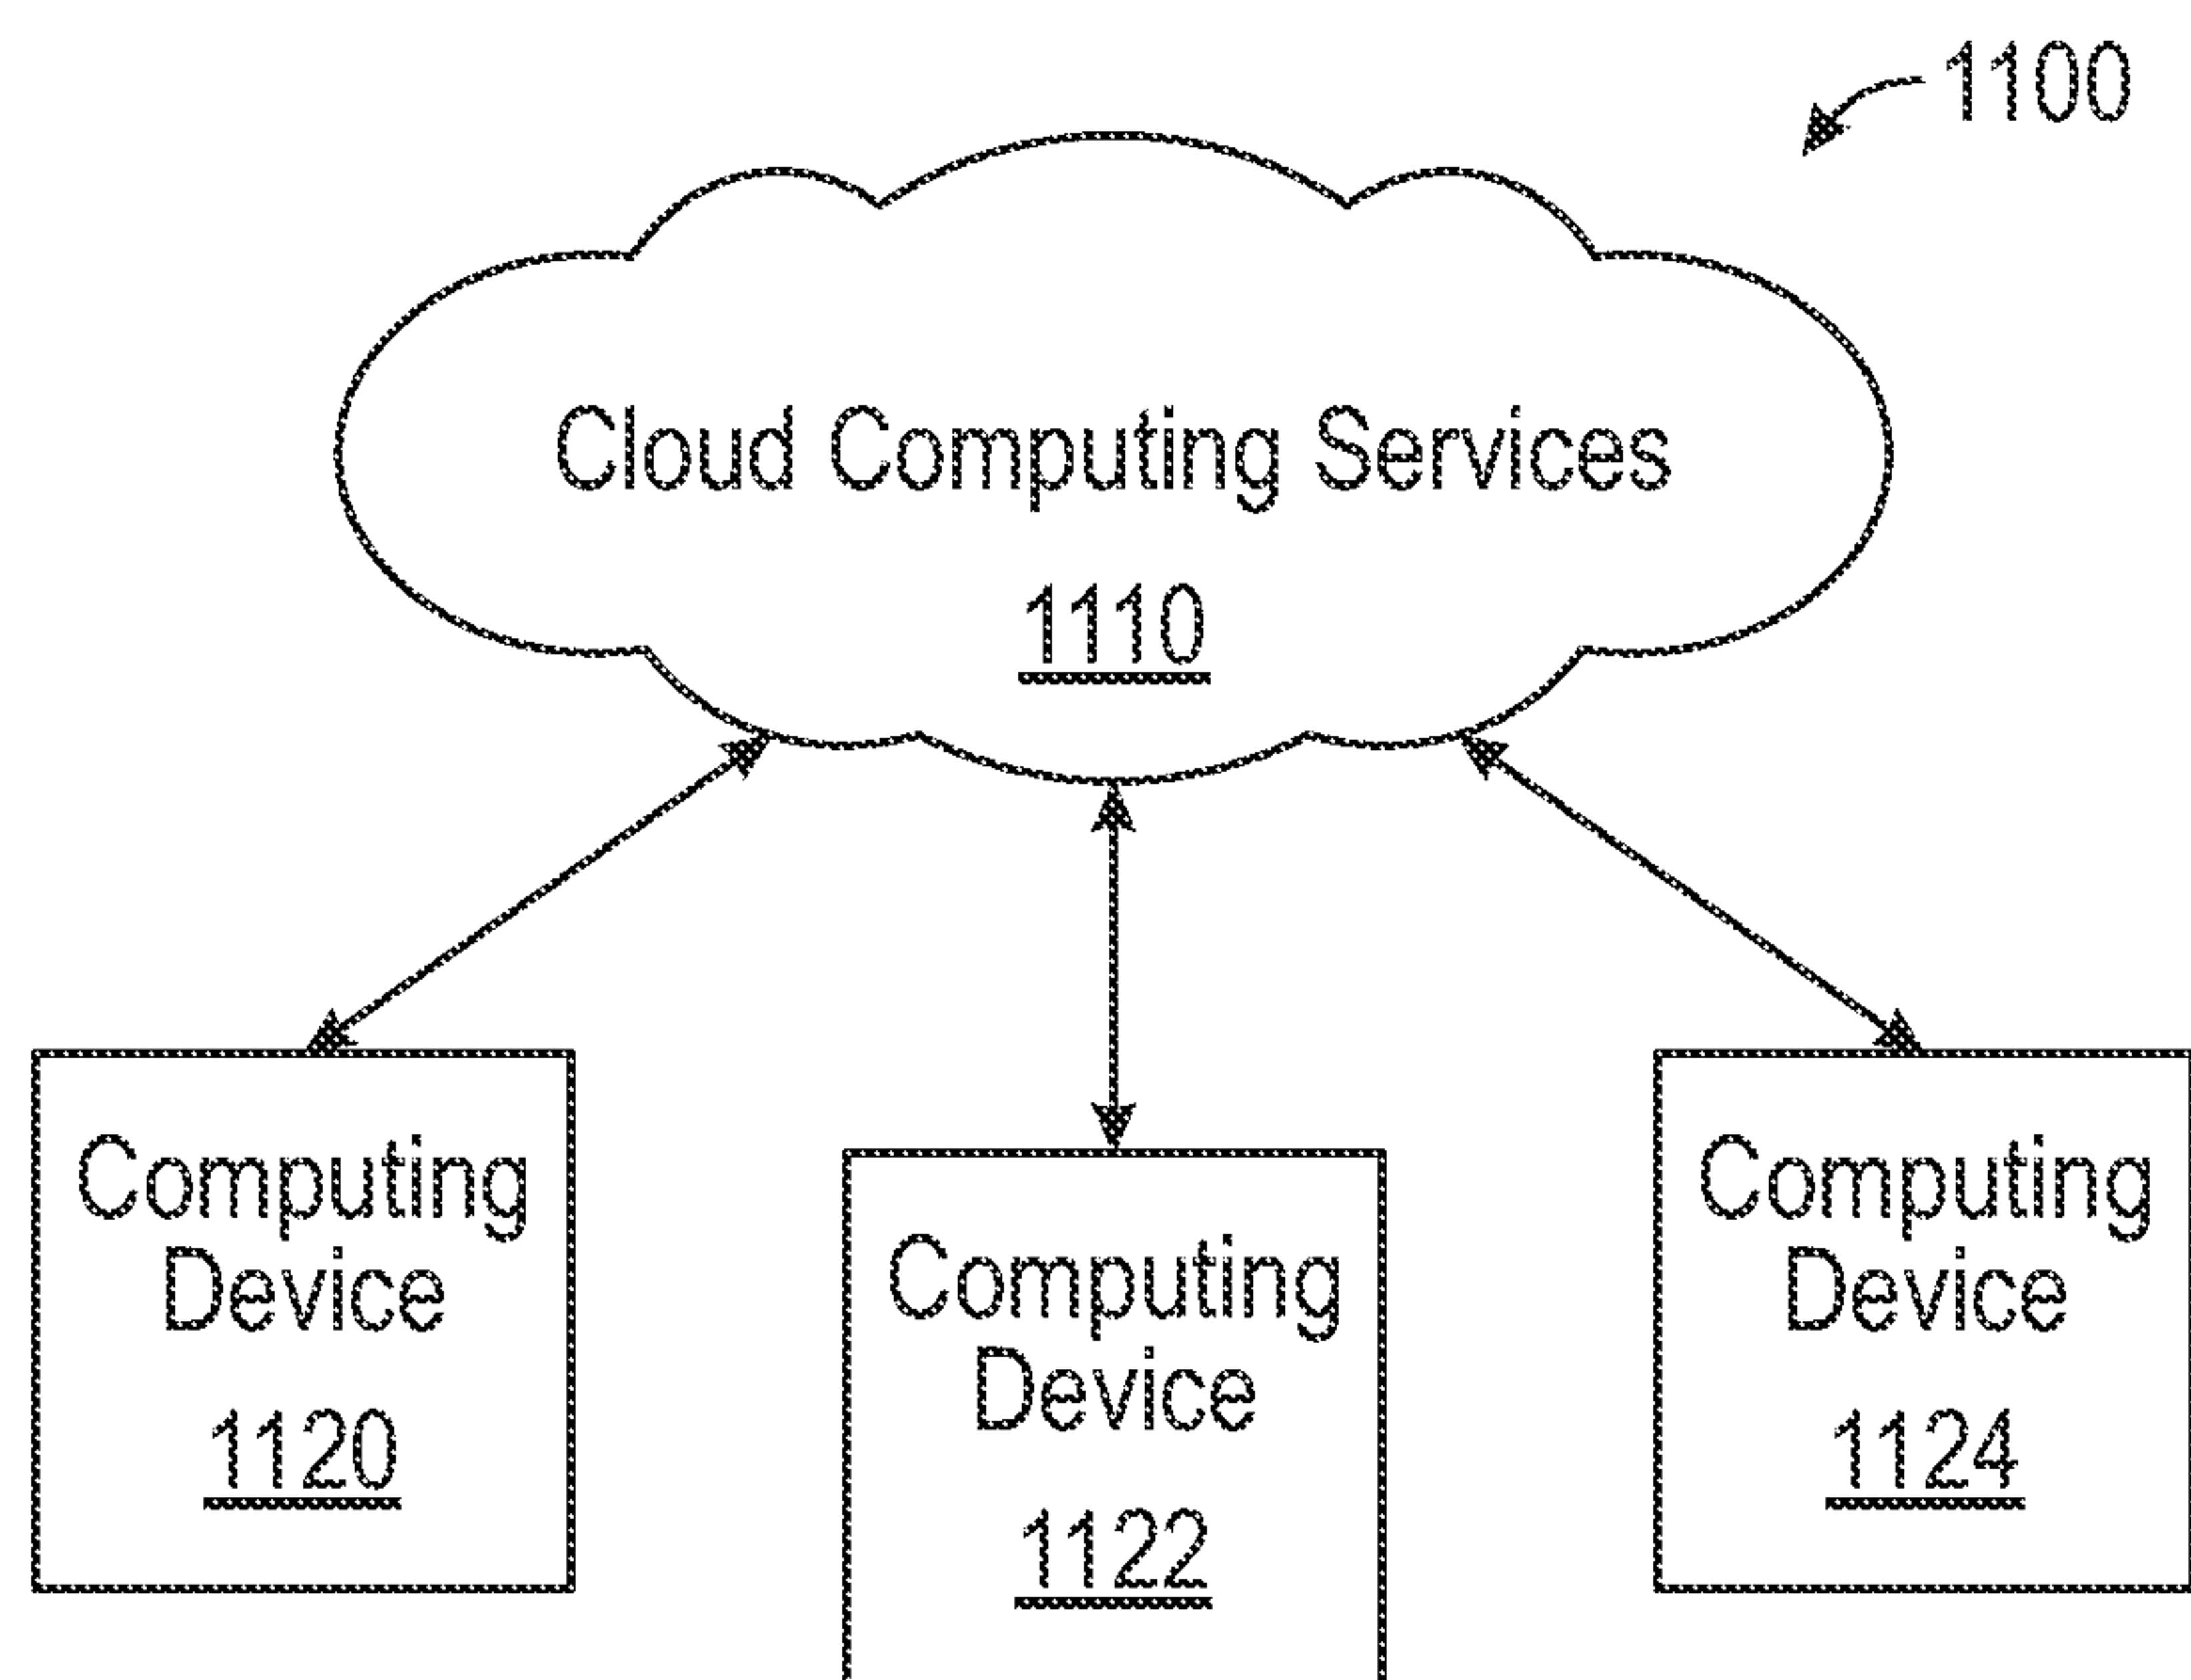 1100
Cloud Computing Services
1110
Computing
Device
1120
Computing
Device
1122
Computing
Device
1124